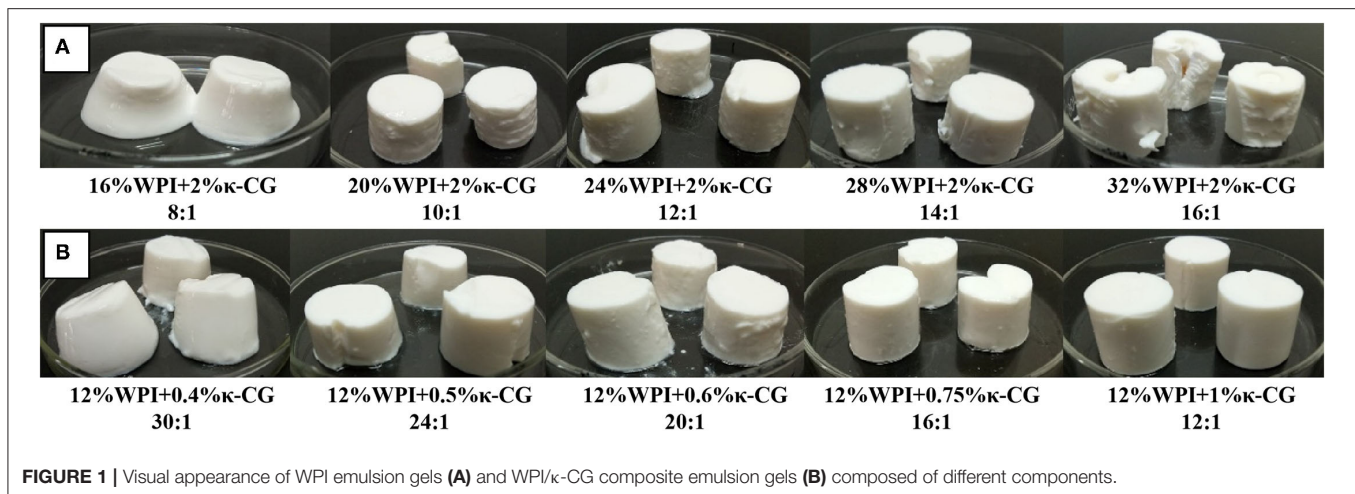 A
16%WPI+2%κ-CG 20%WPI+2%κ-CG 24%WPI+2%κ-CG 28%WPI+2%κ-CG 32%WPI+2%κ-CG
8:1 10:1 12:1 14:1 16:1
B
12%WPI+0.4%κ-CG 12%WPI+0.5%κ-CG 12%WPI+0.6%κ-CG 12%WPI+0.75%κ-CG 12%WPI+1%κ-CG
30:1 24:1 20:1 16:1 12:1
FIGURE 1 | Visual appearance of WPI emulsion gels (A) and WPI/κ-CG composite emulsion gels (B) composed of different components.